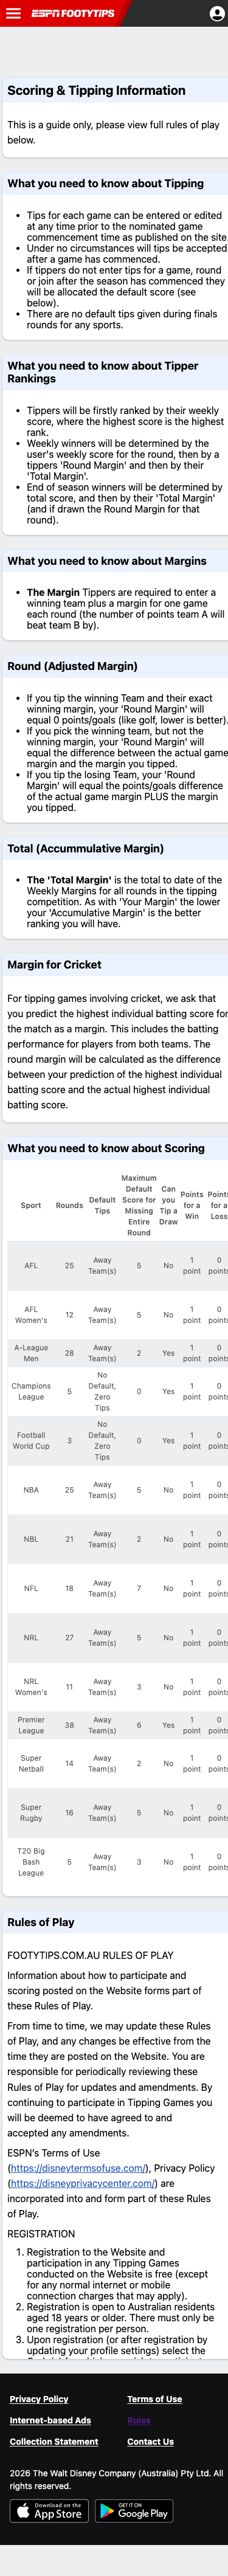 ESPN FOOTYTIPS
Scoring & Tipping Information
This is a guide only, please view full rules of play
below.
What you need to know about Tipping
• Tips for each game can be entered or edited
at any time prior to the nominated game
commencement time as published on the site.
• Under no circumstances will tips be accepted
after a game has commenced.
• If tippers do not enter tips for a game, round
or join after the season has commenced they
will be allocated the default score (see
below).
• There are no default tips given during finals
rounds for any sports.
What you need to know about Tipper
Rankings
• Tippers will be firstly ranked by their weekly
score, where the highest score is the highest
rank.
• Weekly winners will be determined by the
user's weekly score for the round, then by a
tippers 'Round Margin' and then by their
'Total Margin'.
• End of season winners will be determined by
total score, and then by their 'Total Margin'
(and if drawn the Round Margin for that
round).
What you need to know about Margins
• The Margin Tippers are required to enter a
winning team plus a margin for one game
each round (the number of points team A will
beat team B by).
Round (Adjusted Margin)
• If you tip the winning Team and their exact
winning margin, your 'Round Margin' will
equal 0 points/goals (like golf, lower is better).
• If you pick the winning team, but not the
winning margin, your 'Round Margin' will
equal the difference between the actual game
margin and the margin you tipped.
• If you tip the losing Team, your 'Round
Margin' will equal the points/goals difference
of the actual game margin PLUS the margin
you tipped.
Total (Accummulative Margin)
• The 'Total Margin' is the total to date of the
Weekly Margins for all rounds in the tipping
competition. As with 'Your Margin' the lower
your 'Acculumative Margin' is the better
ranking you will have.
Margin for Cricket
For tipping games involving cricket, we ask that
you predict the highest individual batting score for
the match as a margin. This includes the batting
performance for players from both teams. The
round margin will be calculated as the difference
between your prediction of the highest individual
batting score and the actual highest individual
batting score.
What you need to know about Scoring
Sport Rounds Default Tips Maximum Default Score for Missing Entire Round Can you Tip a Draw Points for a Win Points for a Loss
AFL 25 Away Team(s) 5 No 1 point 0 points
AFL Women's 12 Away Team(s) 5 No 1 point 0 points
A-League Men 28 Away Team(s) 2 Yes 1 point 0 points
Champions League 5 No Default, Zero Tips 0 Yes 1 point 0 points
Football World Cup 3 No Default, Zero Tips 0 Yes 1 point 0 points
NBA 25 Away Team(s) 5 No 1 point 0 points
NBL 21 Away Team(s) 2 No 1 point 0 points
NFL 18 Away Team(s) 7 No 1 point 0 points
NRL 27 Away Team(s) 5 No 1 point 0 points
NRL Women's 11 Away Team(s) 3 No 1 point 0 points
Premier League 38 Away Team(s) 6 Yes 1 point 0 points
Super Netball 14 Away Team(s) 2 No 1 point 0 points
Super Rugby 16 Away Team(s) 5 No 1 point 0 points
T20 Big Bash League 5 Away Team(s) 3 No 1 point 0 points
Rules of Play
FOOTYTIPS.COM.AU RULES OF PLAY
Information about how to participate and
scoring posted on the Website forms part of
these Rules of Play.
From time to time, we may update these Rules
of Play, and any changes be effective from the
time they are posted on the Website. You are
responsible for periodically reviewing these
Rules of Play for updates and amendments. By
continuing to participate in Tipping Games you
will be deemed to have agreed to and
accepted any amendments.
ESPN's Terms of Use
(https://disneytermsofuse.com/), Privacy Policy
(https://disneyprivacycenter.com/) are
incorporated into and form part of these Rules
of Play.
REGISTRATION
1. Registration to the Website and
participation in any Tipping Games
conducted on the Website is free (except
for any normal internet or mobile
connection charges that may apply).
2. Registration is open to Australian residents
aged 18 years or older. There must only be
one registration per person.
3. Upon registration (or after registration by
updating your profile settings) select the
Privacy Policy Terms of Use
Internet-based Ads Rules
Collection Statement Contact Us
2026 The Walt Disney Company (Australia) Pty Ltd. All
rights reserved.
Download on the App Store GET IT ON Google Play